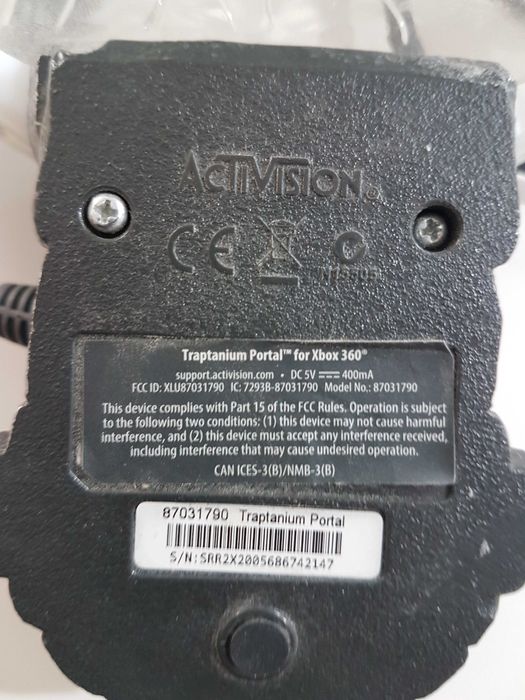 ACTIVISION®
CE
N13505
Traptanium Portal™ for Xbox 360®
support.activision.com • DC 5V ⎓ 400mA
FCC ID: XLU87031790 IC: 7293B-87031790 Model No.: 87031790
This device complies with Part 15 of the FCC Rules. Operation is subject
to the following two conditions: (1) this device may not cause harmful
interference, and (2) this device must accept any interference received,
including interference that may cause undesired operation.
CAN ICES-3(B)/NMB-3(B)
87031790 Traptanium Portal
S/N:SRR2X2005686742147